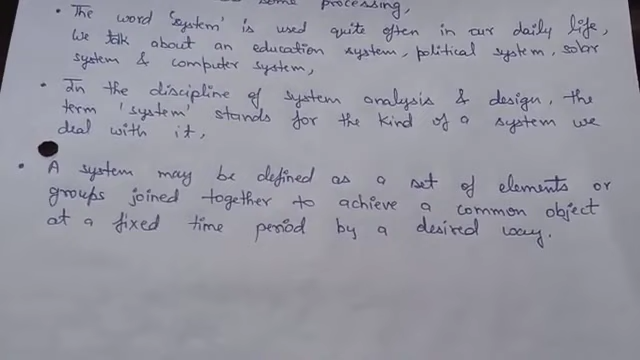 some processing,
• The word 'system' is used quite often in our daily life,
We talk about an education system, political system, solar
system & computer system,
• In the discipline of system analysis & design, the
term 'system' stands for the kind of a system we
deal with it,
• A system may be defined as a set of elements or
groups joined together to achieve a common object
at a fixed time period by a desired way.